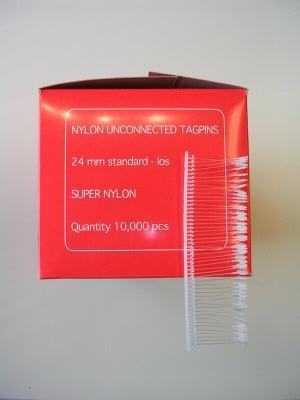 NYLON UNCONNECTED TAGPINS
24 mm standard - los
SUPER NYLON
Quantity 10,000 pcs